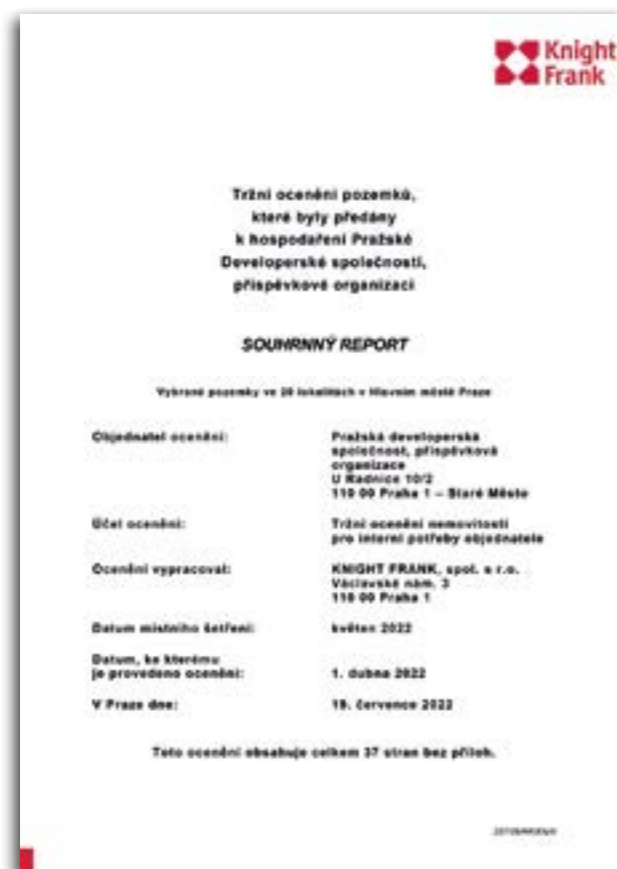 Knight
Frank
Tržní ocenění pozemků,
které byly předány
k hospodaření Pražské
Developerské společnosti,
příspěvkové organizaci
SOUHRNNÝ REPORT
Vybrané pozemky ve lokalitách v Hlavním městě Praze
Objednatel ocenění:
Pražská developerská
společnost, příspěvková
organizace
U Radnice 10/2
110 00 Praha 1 – Staré Město
Účel ocenění:
Tržní ocenění nemovitostí
pro interní potřeby objednatele
Ocenění vypracoval:
KNIGHT FRANK, spol. s r.o.
Václavské nám. 3
110 00 Praha 1
Datum místního šetření:
květen 2022
Datum, ke kterému
je provedeno ocenění:
1. dubna 2022
V Praze dne:
července 2022
Toto ocenění obsahuje celkem 37 stran bez příloh.